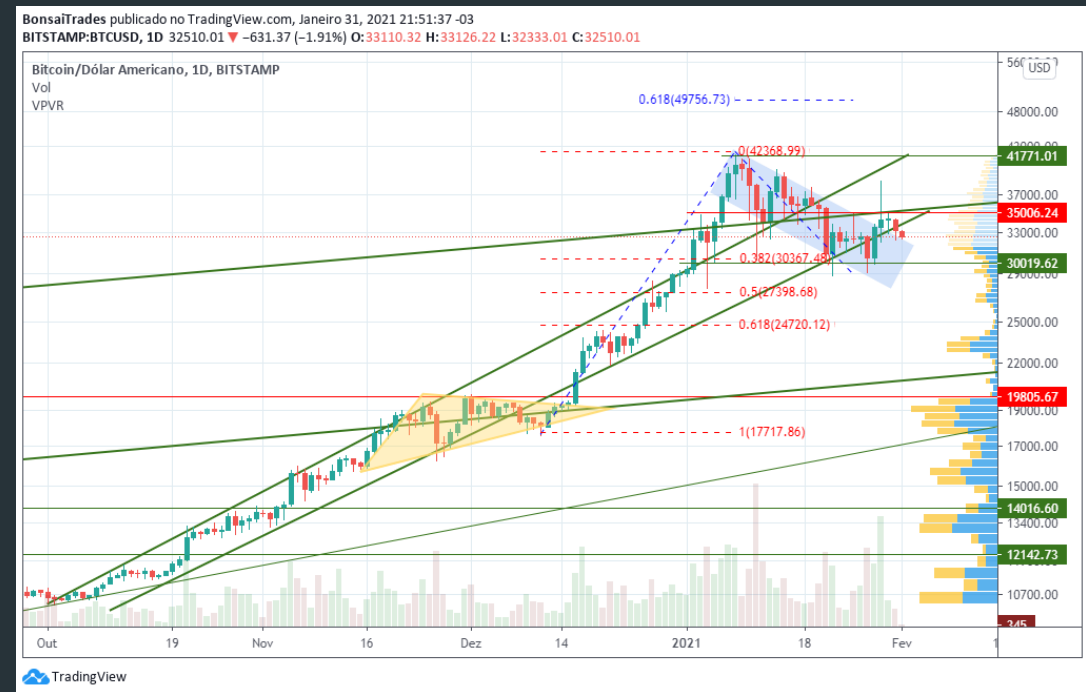 BonsaiTrades publicado no TradingView.com, Janeiro 31, 2021 21:51:37 -03
BITSTAMP:BTCUSD, 1D 32510.01 ▼ −631.37 (−1.91%) O:33110.32 H:33126.22 L:32333.01 C:32510.01
Bitcoin/Dólar Americano, 1D, BITSTAMP
Vol
VPVR
USD
0.618(49756.73)
48000.00
0(42368.99)
41771.01
37000.00
35006.24
33000.00
0.382(30367.48)
30019.62
0.5(27398.68)
25000.00
0.618(24720.12)
22000.00
19805.67
19000.00
1(17717.86)
17000.00
15000.00
14016.60
13400.00
12142.73
10700.00
Out 19 Nov 16 Dez 14 2021 18 Fev
TradingView